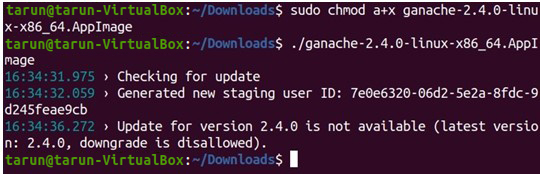 tarun@tarun-VirtualBox:~/Downloads$ sudo chmod a+x ganache-2.4.0-linu
x-x86_64.AppImage
tarun@tarun-VirtualBox:~/Downloads$ ./ganache-2.4.0-linux-x86_64.AppI
mage
16:34:31.975 › Checking for update
16:34:32.059 › Generated new staging user ID: 7e0e6320-06d2-5e2a-8fdc-9
d245feae9cb
16:34:36.272 › Update for version 2.4.0 is not available (latest versio
n: 2.4.0, downgrade is disallowed).
tarun@tarun-VirtualBox:~/Downloads$